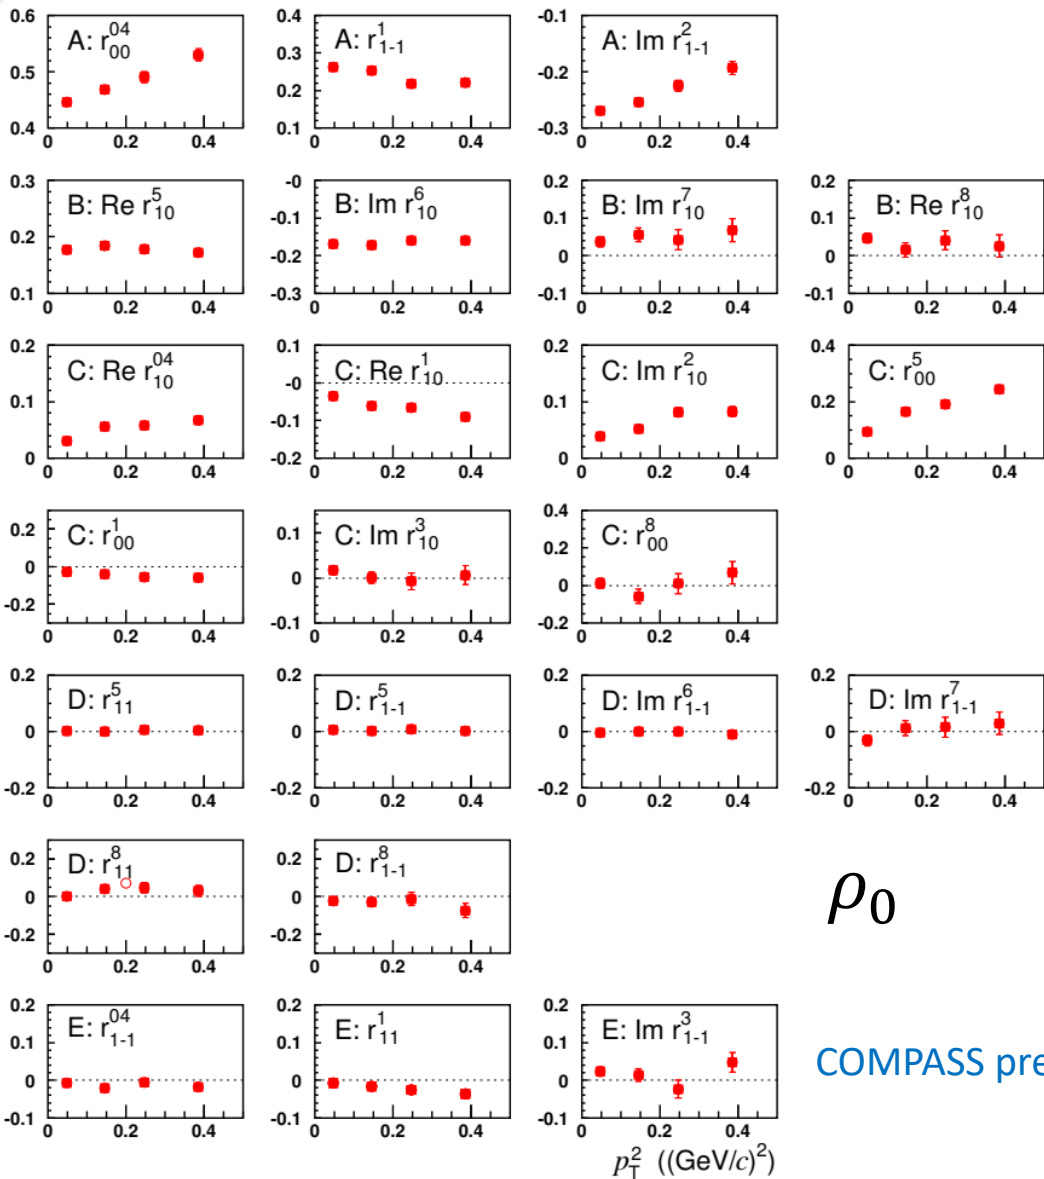 A: r^{04}_{00}
0.6
0.5
0.4
0 0.2 0.4
A: r^{1}_{1-1}
0.4
0.3
0.2
0.1
0 0.2 0.4
A: Im r^{2}_{1-1}
-0.1
-0.2
-0.3
0 0.2 0.4
B: Re r^{5}_{10}
0.3
0.2
0.1
0 0.2 0.4
B: Im r^{6}_{10}
-0
-0.1
-0.2
-0.3
0 0.2 0.4
B: Im r^{7}_{10}
0.2
0.1
0
-0.1
0 0.2 0.4
B: Re r^{8}_{10}
0.2
0.1
0
-0.1
0 0.2 0.4
C: Re r^{04}_{10}
0.2
0.1
0
0 0.2 0.4
C: Re r^{1}_{10}
0.1
-0
-0.1
-0.2
0 0.2 0.4
C: Im r^{2}_{10}
0.2
0.1
0
0 0.2 0.4
C: r^{5}_{00}
0.4
0.2
0
0 0.2 0.4
C: r^{1}_{00}
0.2
0
-0.2
0 0.2 0.4
C: Im r^{3}_{10}
0.1
0
-0.1
0 0.2 0.4
C: r^{8}_{00}
0.4
0.2
0
-0.2
0 0.2 0.4
D: r^{5}_{11}
0.2
0
-0.2
0 0.2 0.4
D: r^{5}_{1-1}
0.2
0
-0.2
0 0.2 0.4
D: Im r^{6}_{1-1}
0.2
0
-0.2
0 0.2 0.4
D: Im r^{7}_{1-1}
0.2
0
-0.2
0 0.2 0.4
D: r^{8}_{11}
0.2
0
-0.2
0 0.2 0.4
D: r^{8}_{1-1}
0.2
0
-0.2
0 0.2 0.4
ρ_0
E: r^{04}_{1-1}
0.2
0.1
0
-0.1
0 0.2 0.4
E: r^{1}_{11}
0.2
0.1
0
-0.1
0 0.2 0.4
E: Im r^{3}_{1-1}
0.2
0.1
0
-0.1
0 0.2 0.4
COMPASS pre
p_T^2 ((GeV/c)^2)